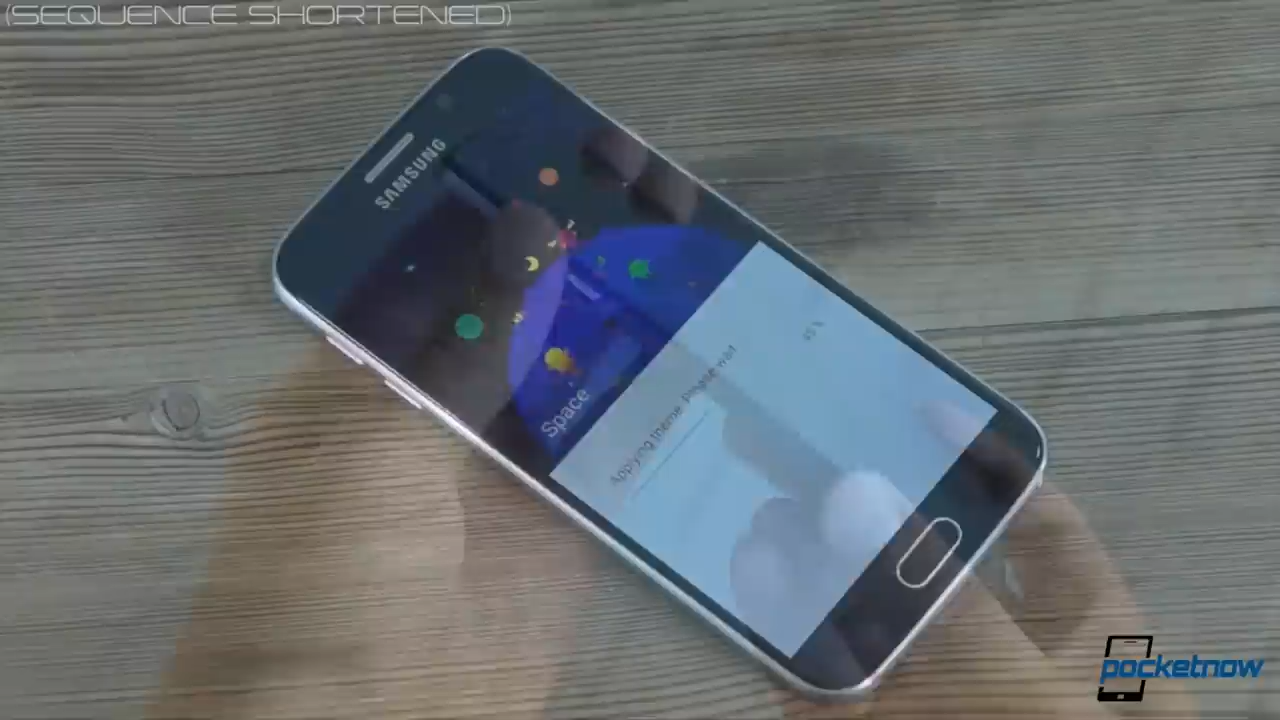 (SEQUENCE SHORTENED)
SAMSUNG
Space
Applying theme. Please wait
pocketnow